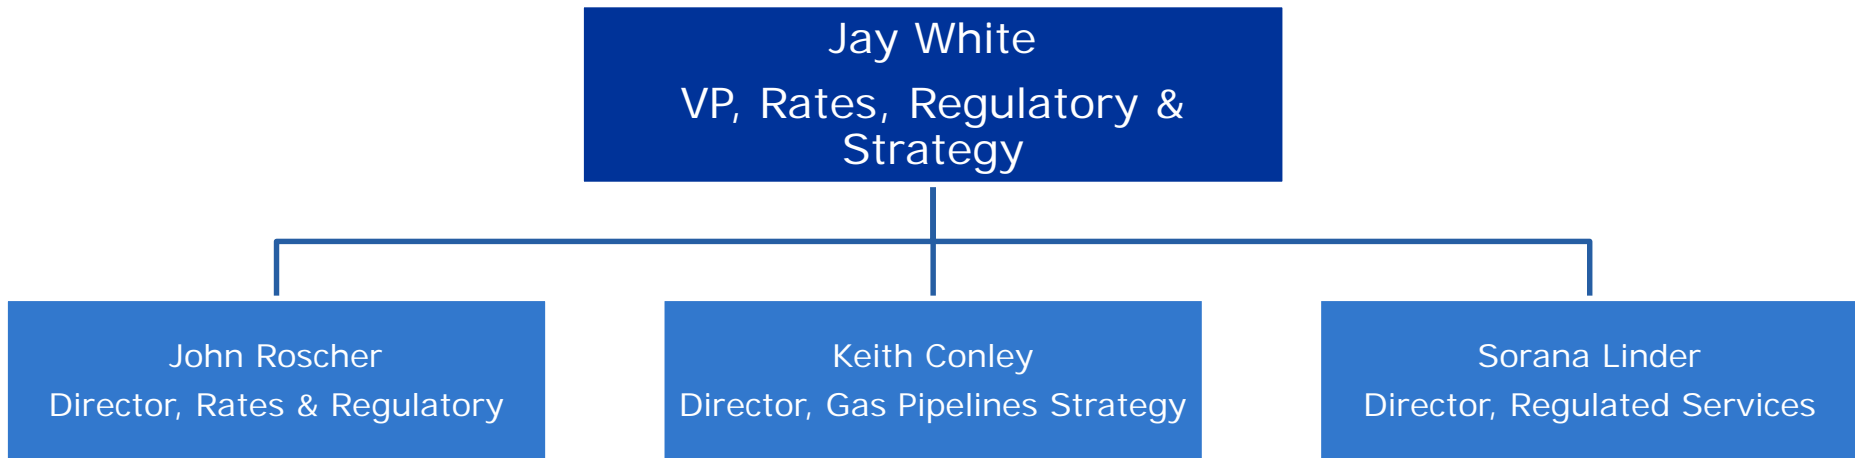 Jay White
VP, Rates, Regulatory &
Strategy
John Roscher
Director, Rates & Regulatory
Keith Conley
Director, Gas Pipelines Strategy
Sorana Linder
Director, Regulated Services